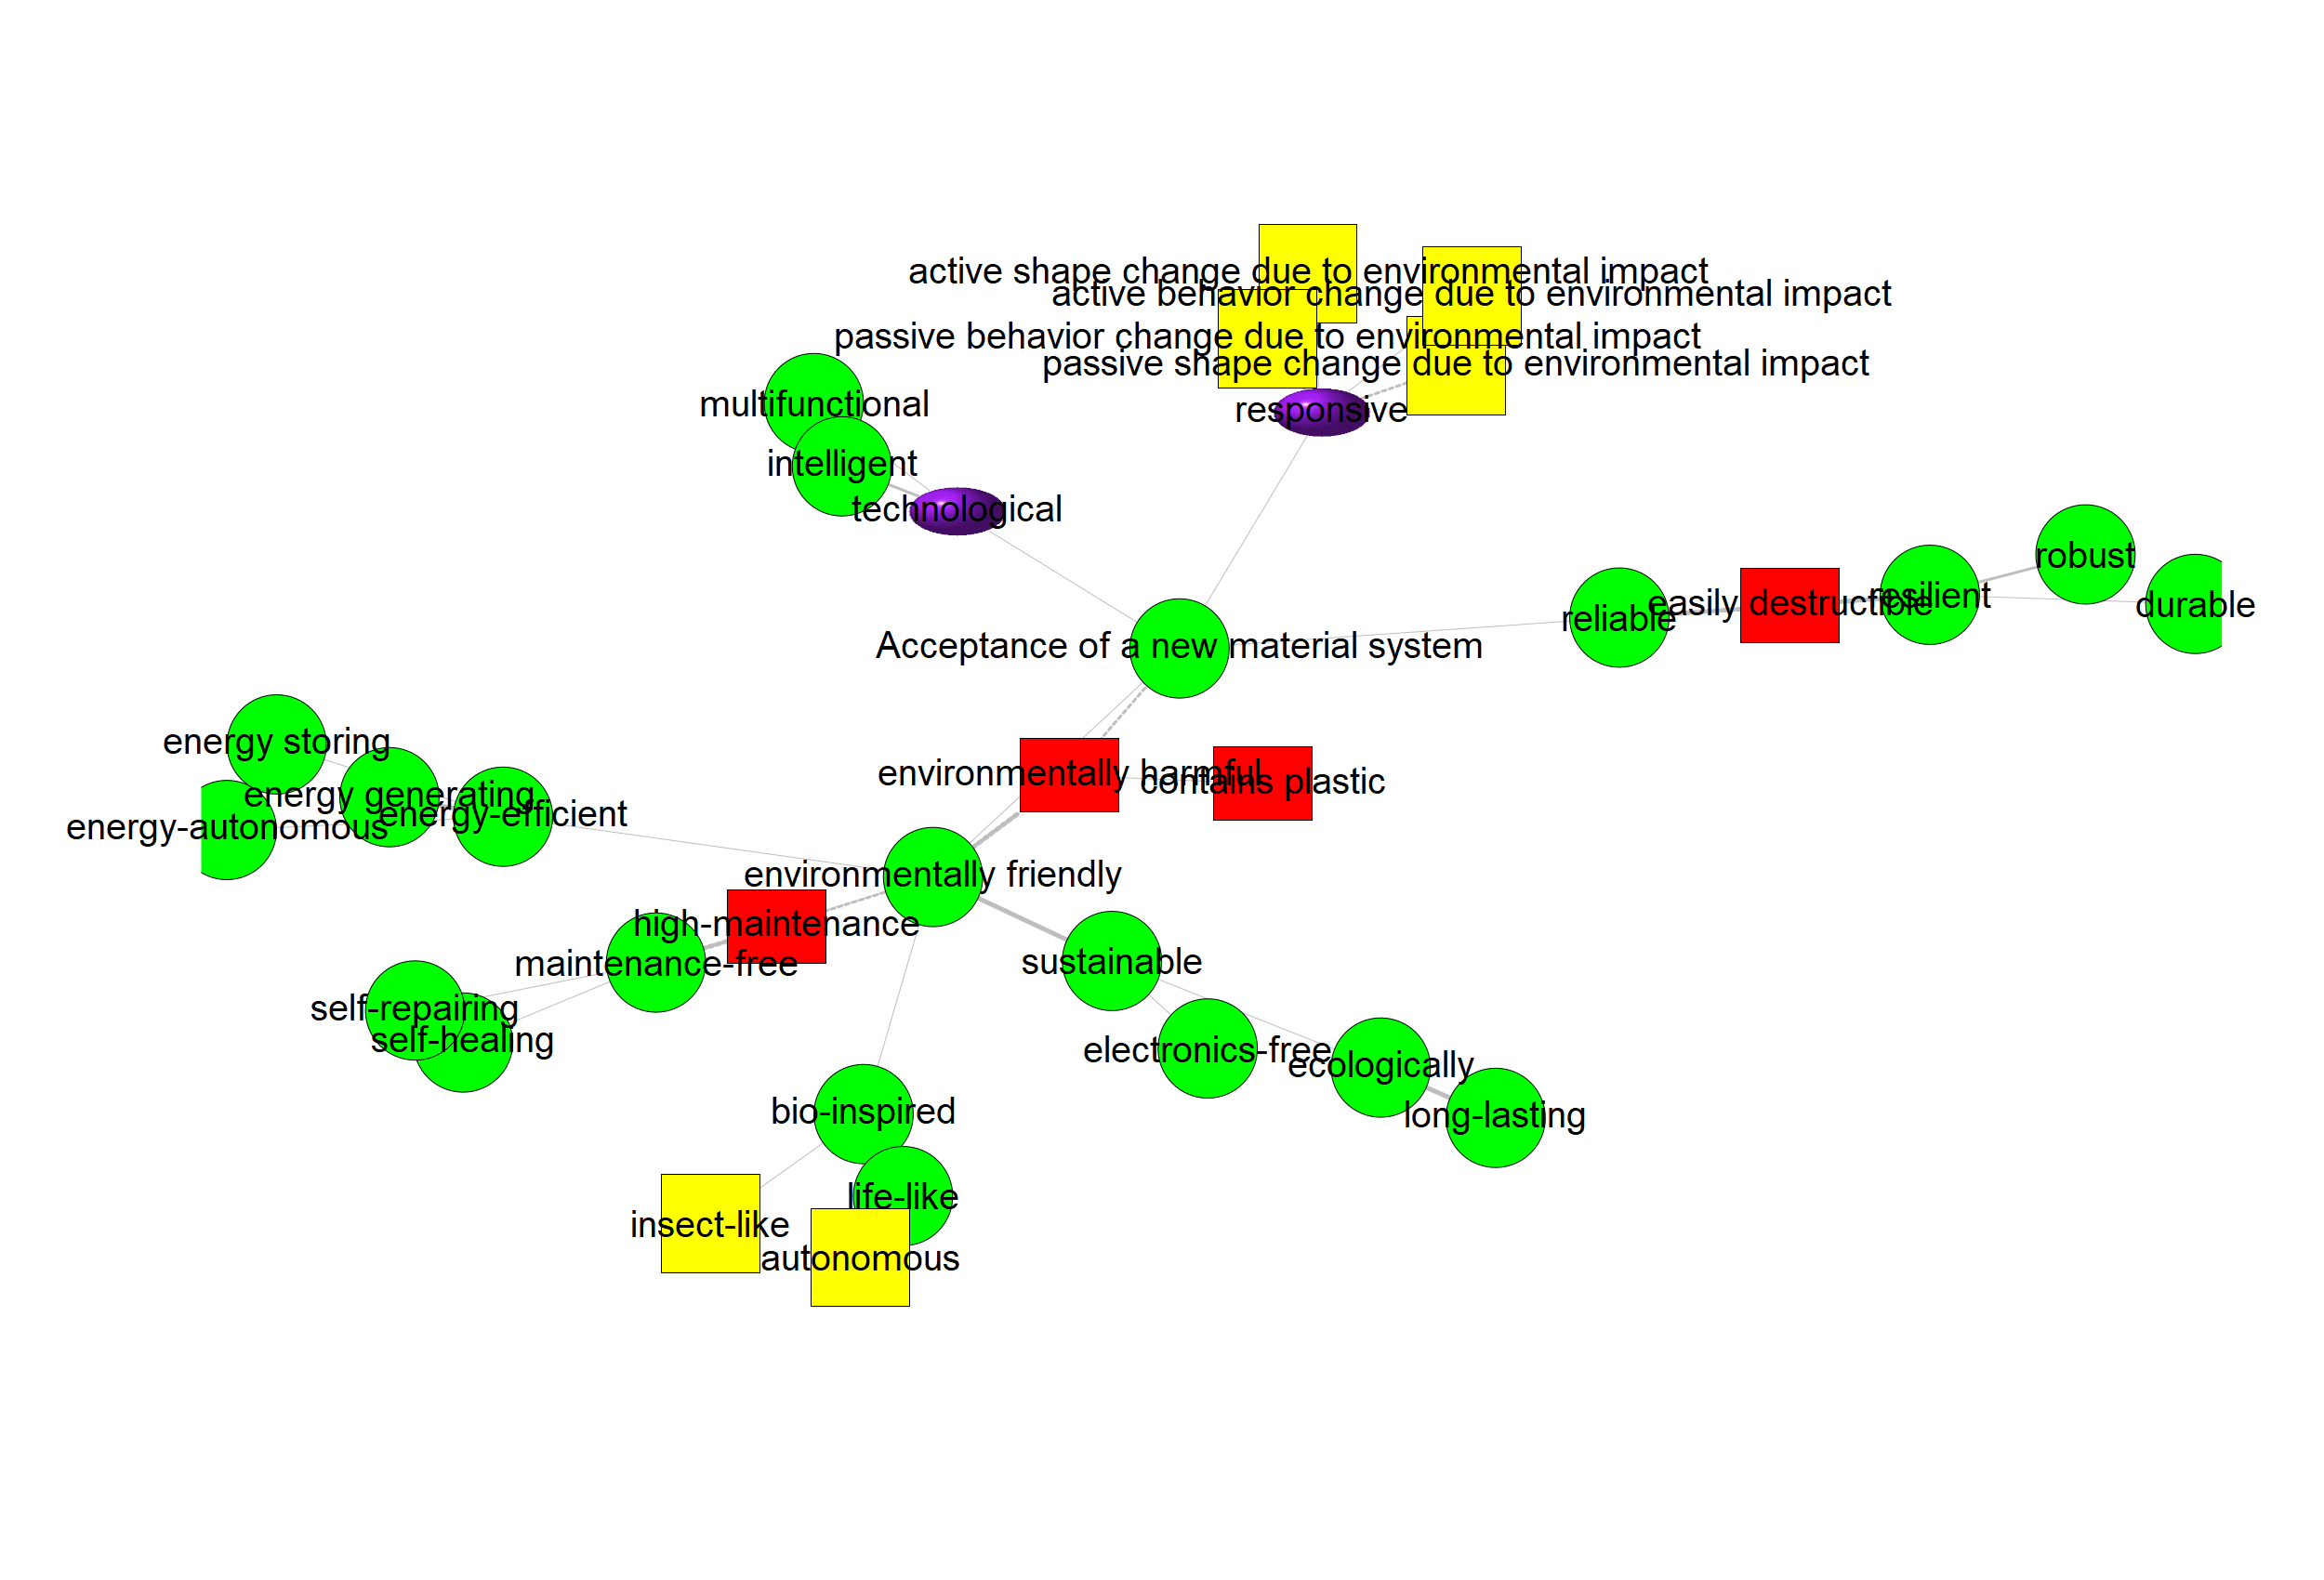 active shape change due to environmental impact
active behavior change due to environmental impact
passive behavior change due to environmental impact
passive shape change due to environmental impact
multifunctional
responsive
intelligent
technological
robust
resilient
easily destructible
durable
reliable
Acceptance of a new material system
energy storing
environmentally harmful
contains plastic
energy generating
energy-efficient
energy-autonomous
environmentally friendly
high-maintenance
maintenance-free
sustainable
self-repairing
self-healing
electronics-free
ecologically
bio-inspired
long-lasting
life-like
insect-like
autonomous